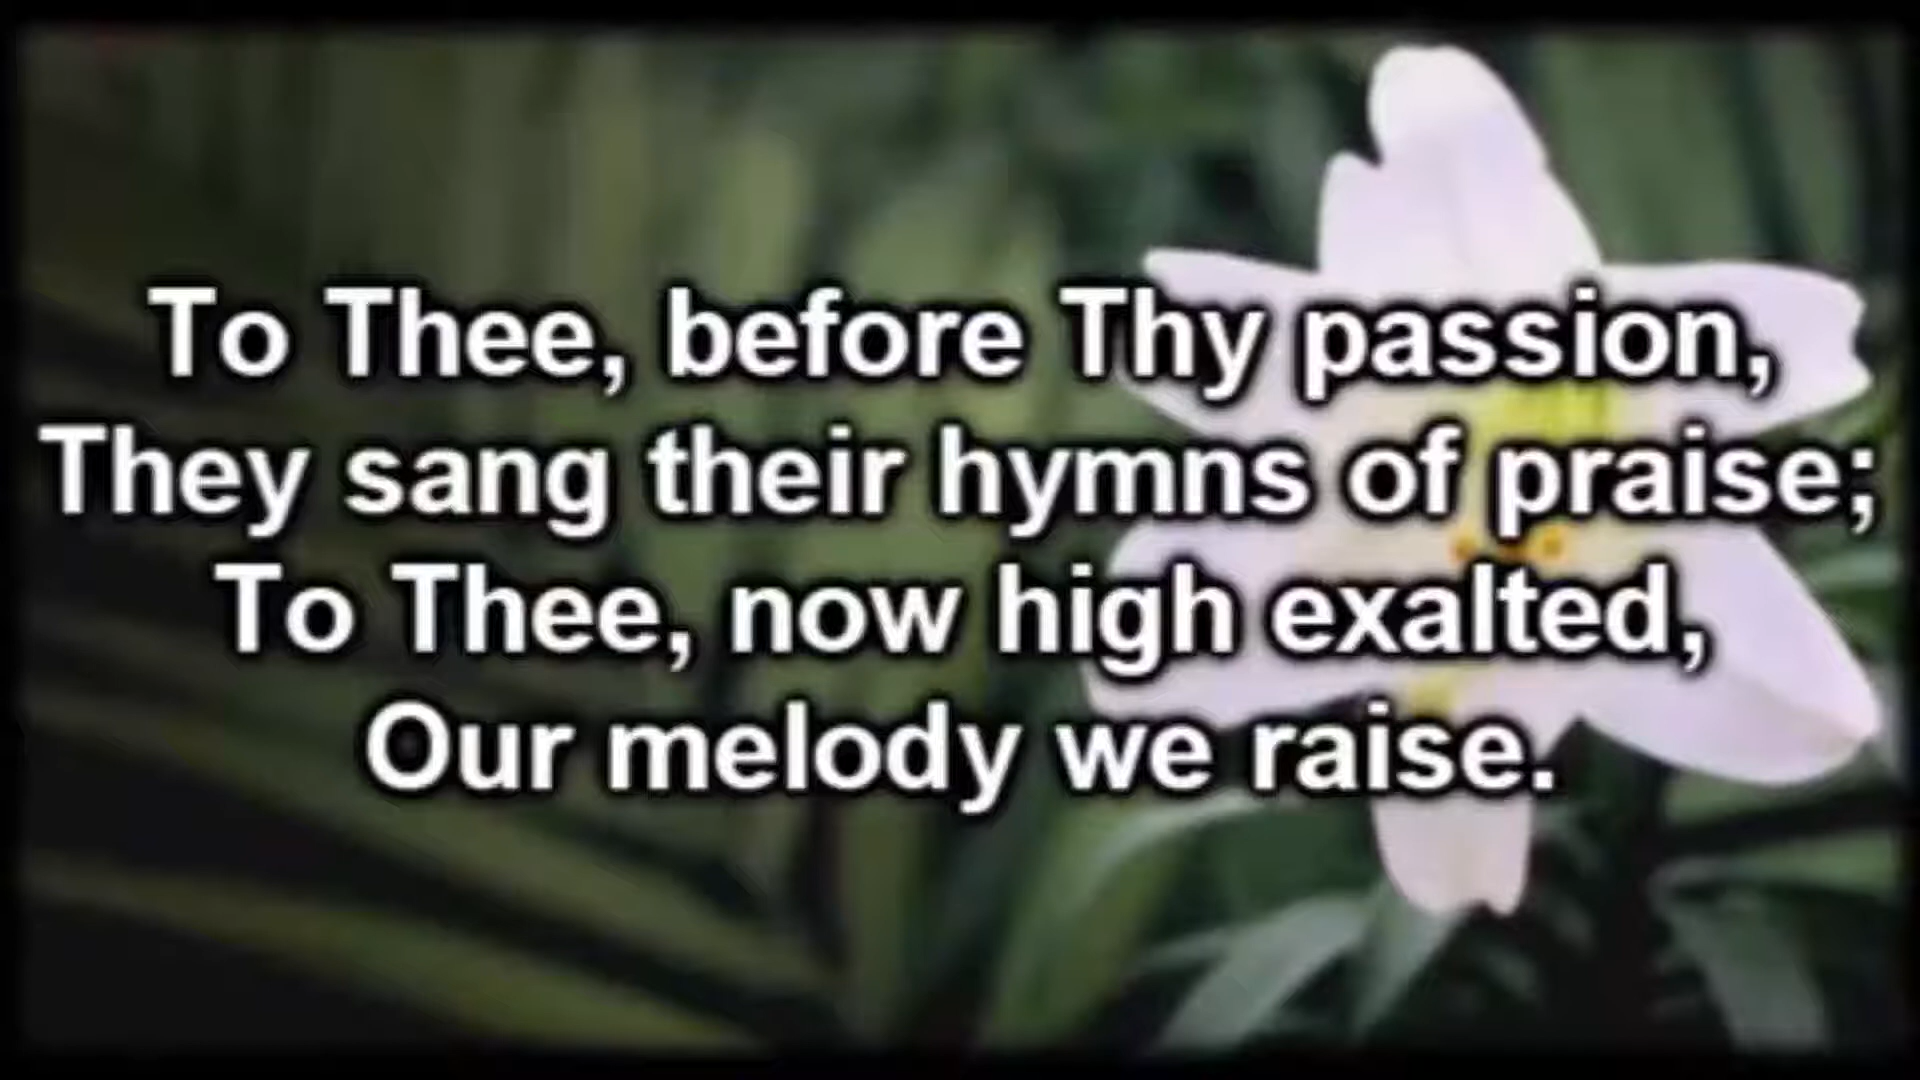 To Thee, before Thy passion,
They sang their hymns of praise;
To Thee, now high exalted,
Our melody we raise.